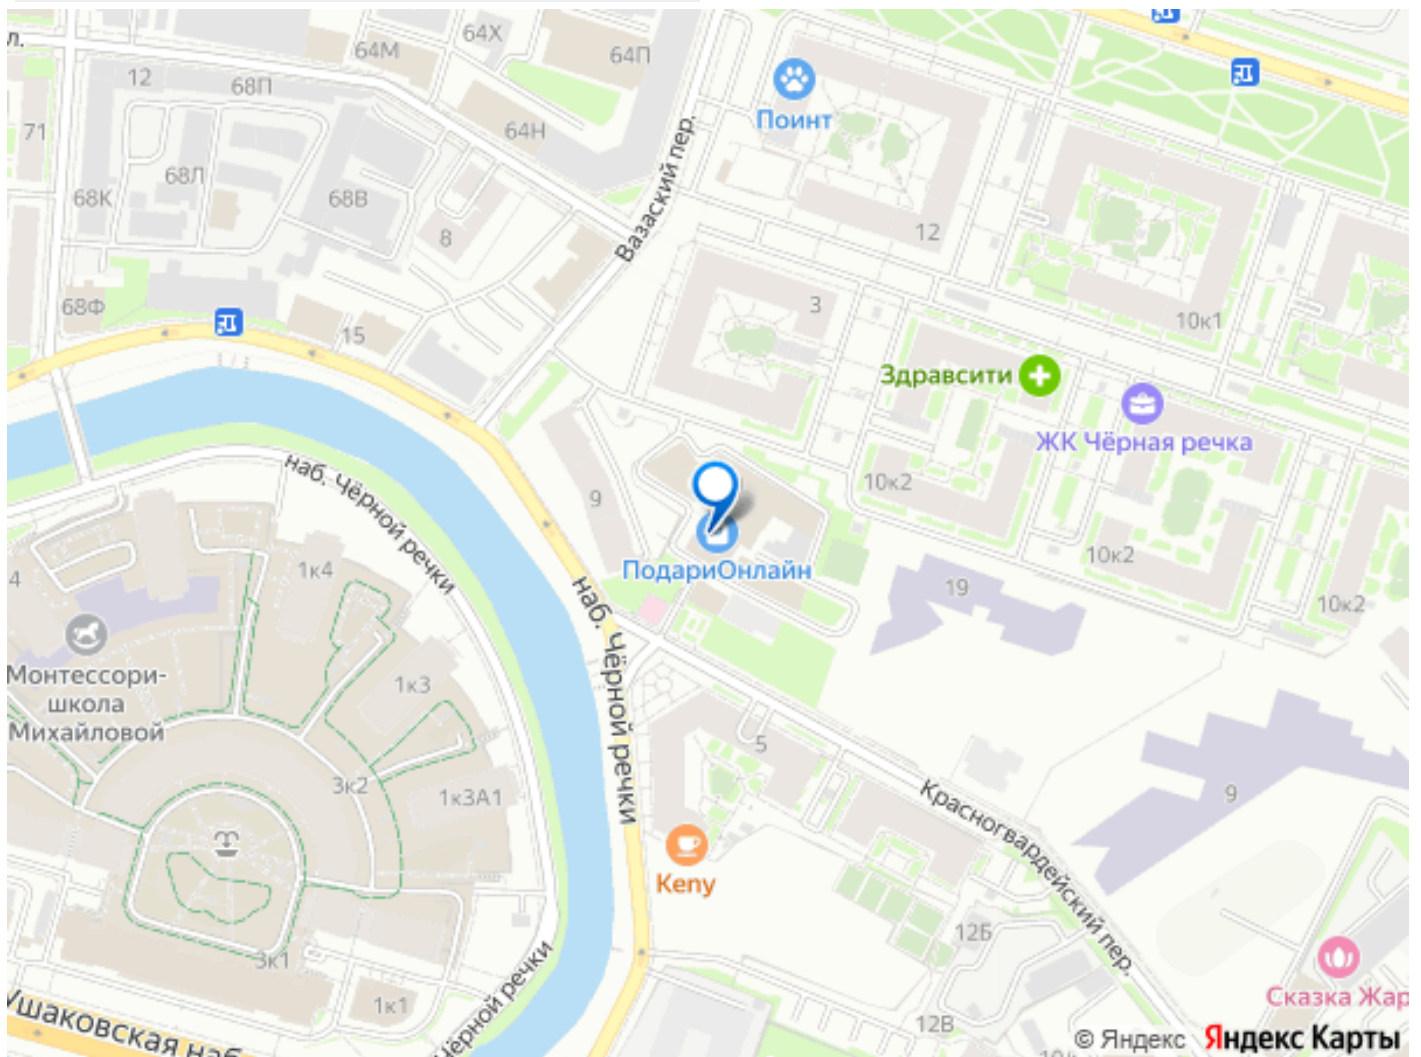 л.
64М
64Х
64П
12
68П
Поинт
71
64Н
68Л
68К
68В
Вазаский пер.
12
8
68Ф
15
3
10к1
Здравсити
ЖК Чёрная речка
наб. Чёрной речки
9
10к2
10к2
ПодариОнлайн
1к4
4
19
10к2
наб. Чёрной речки
Монтессори-
школа
Михайловой
1к3
5
3к2
1к3А1
9
Красногвардейский пер.
Keny
12Б
3к1
Чёрной речки
Сказка Жар
1к1
12В
Ушаковская наб.
10к
© Яндекс Яндекс Карты